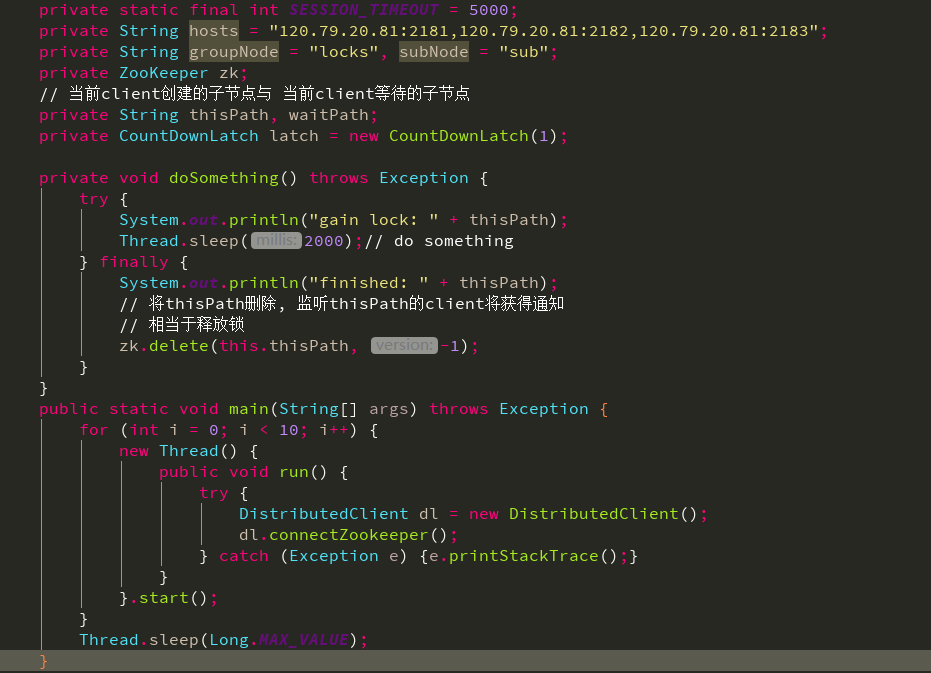 private static final int SESSION_TIMEOUT = 5000;
private String hosts = "120.79.20.81:2181,120.79.20.81:2182,120.79.20.81:2183";
private String groupNode = "locks", subNode = "sub";
private ZooKeeper zk;
// 当前client创建的子节点与 当前client等待的子节点
private String thisPath, waitPath;
private CountDownLatch latch = new CountDownLatch(1);
private void doSomething() throws Exception {
try {
System.out.println("gain lock: " + thisPath);
Thread.sleep( millis: 2000);// do something
} finally {
System.out.println("finished: " + thisPath);
// 将thisPath删除, 监听thisPath的client将获得通知
// 相当于释放锁
zk.delete(this.thisPath, version: -1);
}
}
public static void main(String[] args) throws Exception {
for (int i = 0; i < 10; i++) {
new Thread() {
public void run() {
try {
DistributedClient dl = new DistributedClient();
dl.connectZookeeper();
} catch (Exception e) {e.printStackTrace();}
}
}.start();
}
Thread.sleep(Long.MAX_VALUE);
}